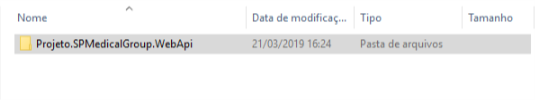 Nome Data de modificaç... Tipo Tamanho
Projeto.SPMedicalGroup.WebApi 21/03/2019 16:24 Pasta de arquivos